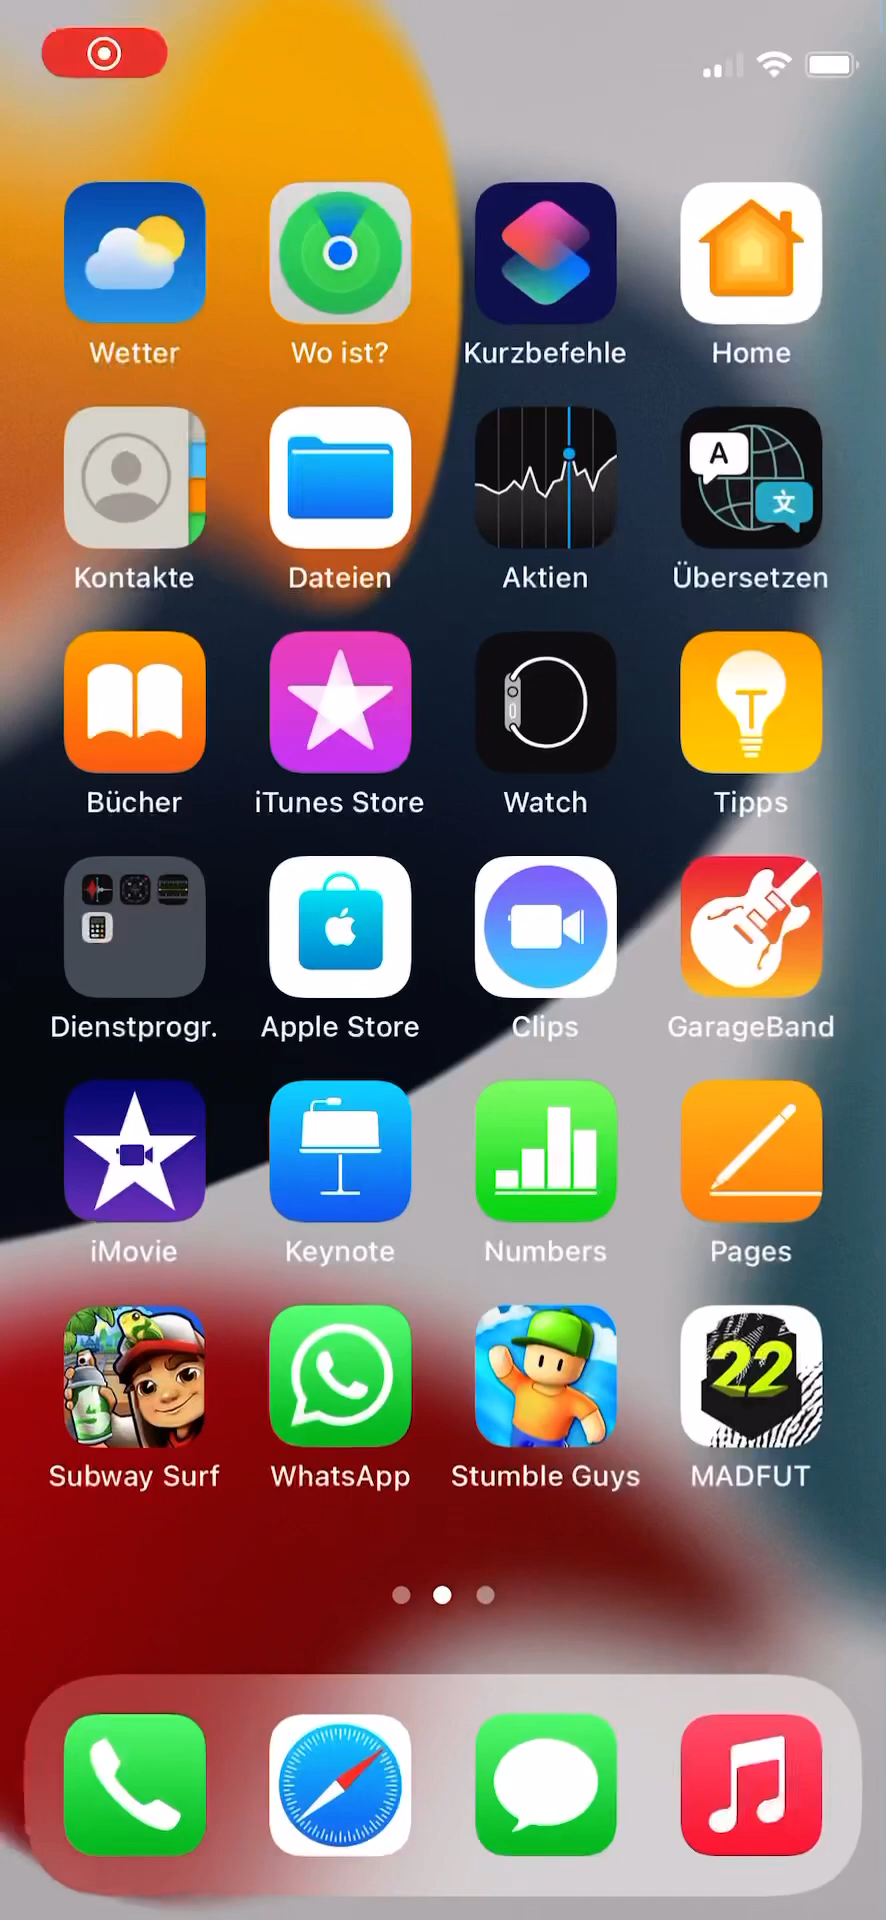 Wetter
Wo ist?
Kurzbefehle
Home
A
文
Kontakte
Dateien
Aktien
Übersetzen
T
Bücher
iTunes Store
Watch
Tipps
Dienstprogr.
Apple Store
Clips
GarageBand
iMovie
Keynote
Numbers
Pages
22
Subway Surf
WhatsApp
Stumble Guys
MADFUT